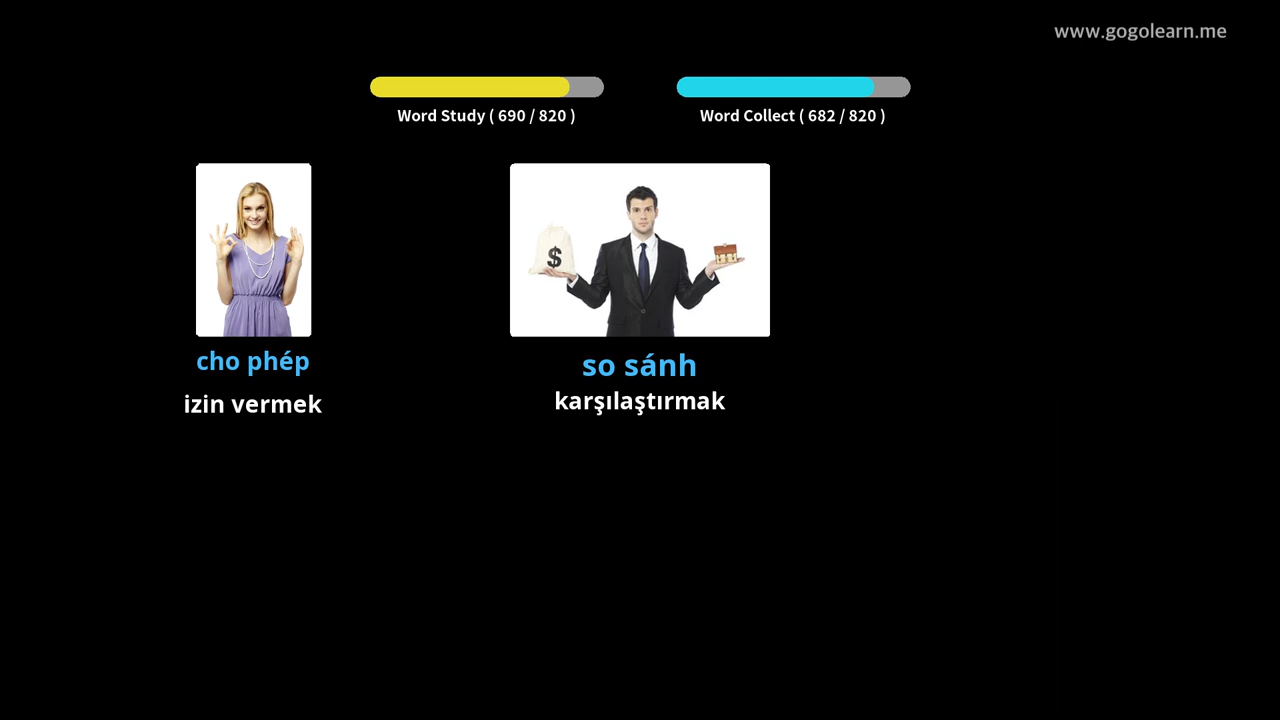 www.gogolearn.me
Word Study ( 690 / 820 )
Word Collect ( 682 / 820 )
$
cho phép
izin vermek
so sánh
karşılaştırmak